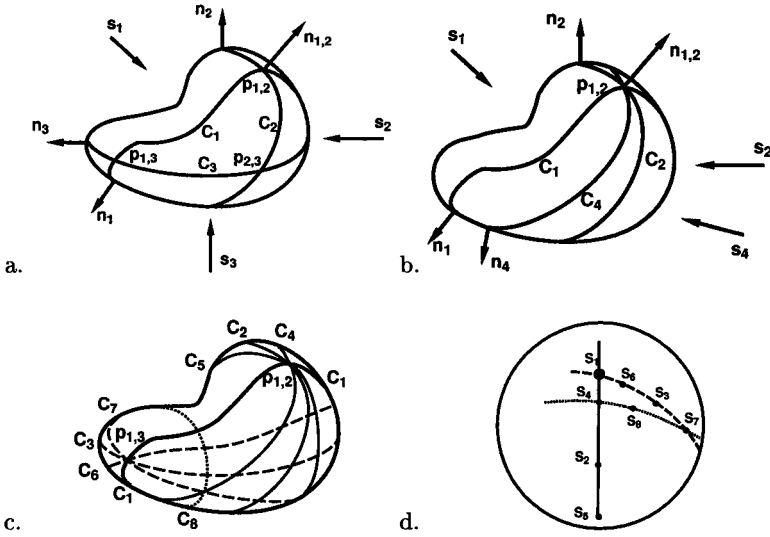 n₂
s₁
n₁,₂
p₁,₂
C₂
C₁
s₂
n₃
p₁,₃
C₃
p₂,₃
n₁
s₃
a.
n₂
s₁
n₁,₂
p₁,₂
C₂
C₁
s₂
C₄
s₄
n₁
n₄
b.
C₂
C₄
C₅
p₁,₂
C₁
C₇
p₁,₃
C₃
C₆
C₁
C₈
c.
S₁
S₆
S₃
S₄
S₈
S₇
S₂
S₅
d.